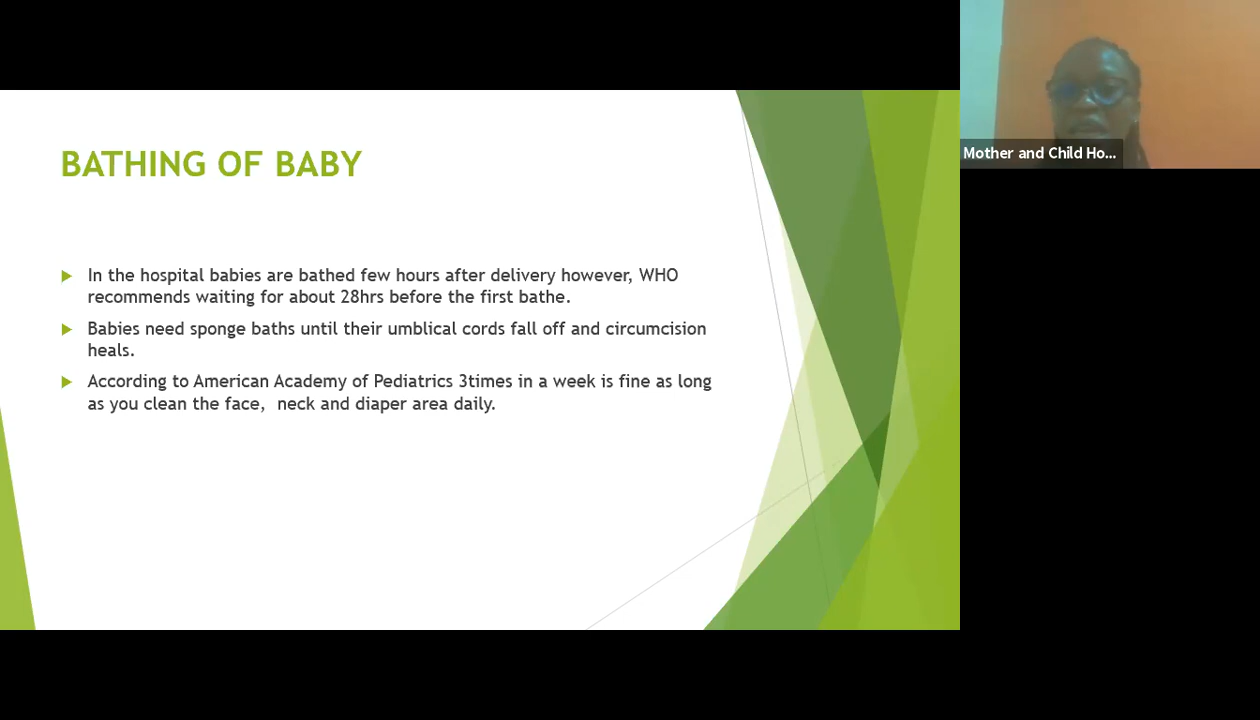 BATHING OF BABY
In the hospital babies are bathed few hours after delivery however, WHO
recommends waiting for about 28hrs before the first bathe.
Babies need sponge baths until their umblical cords fall off and circumcision
heals.
According to American Academy of Pediatrics 3times in a week is fine as long
as you clean the face,  neck and diaper area daily.
Mother and Child Ho...